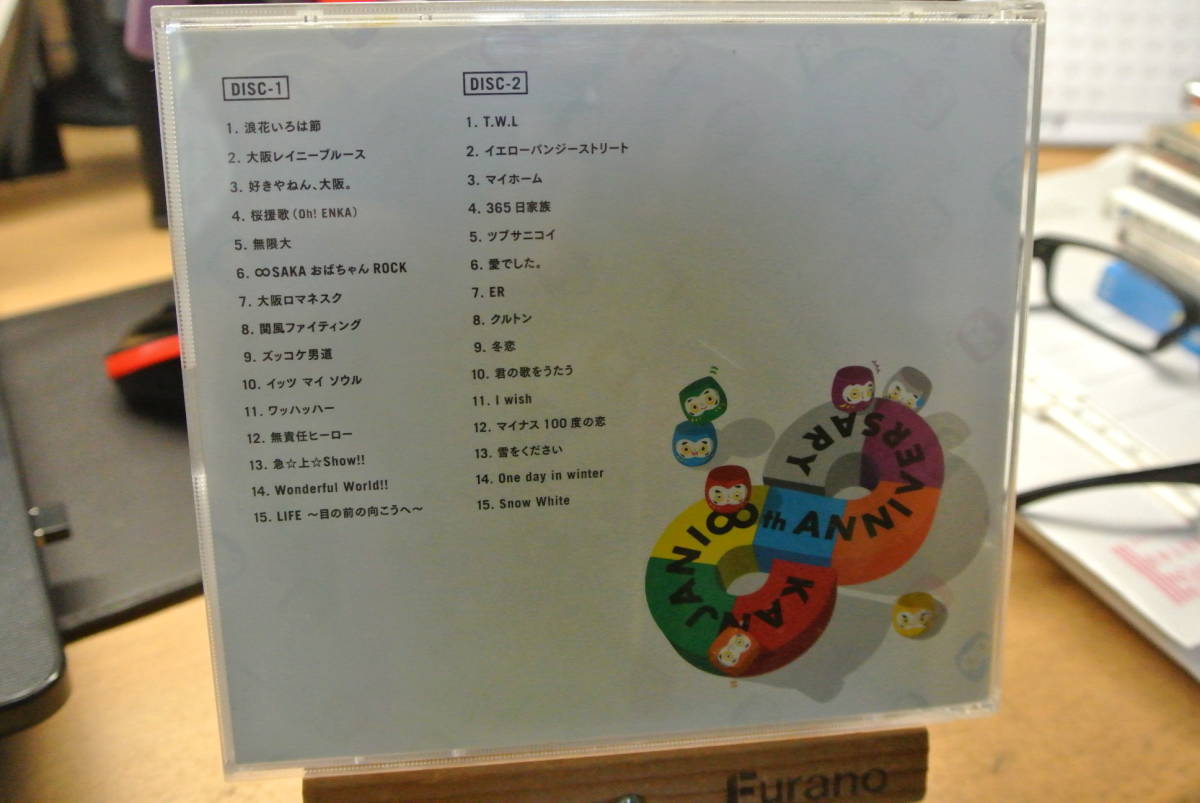 DISC-1
1. 浪花いろは節
2. 大阪レイニーブルース
3. 好きやねん、大阪。
4. 桜援歌(Oh! ENKA)
5. 無限大
6. ∞SAKA おばちゃん ROCK
7. 大阪ロマネスク
8. 関風ファイティング
9. ズッコケ男道
10. イッツ マイ ソウル
11. ワッハッハー
12. 無責任ヒーロー
13. 急☆上☆Show!!
14. Wonderful World!!
15. LIFE ～目の前の向こうへ～
DISC-2
1. T.W.L
2. イエローパンジーストリート
3. マイホーム
4. 365日家族
5. ツブサニコイ
6. 愛でした。
7. ER
8. クルトン
9. 冬恋
10. 君の歌をうたう
11. I wish
12. マイナス100度の恋
13. 雪をください
14. One day in winter
15. Snow White
KANJANI∞
8th ANNIVERSARY
Furano